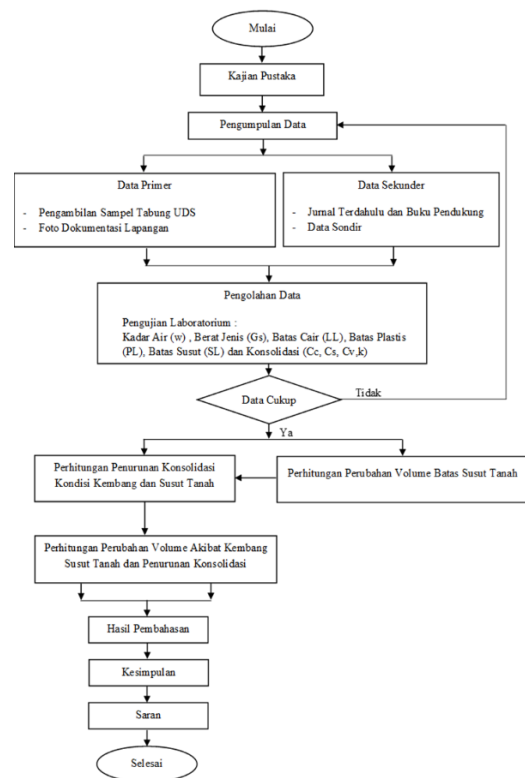 Mulai
Kajian Pustaka
Pengumpulan Data
Data Primer
- Pengambilan Sampel Tabung UDS
- Foto Dokumentasi Lapangan
Data Sekunder
- Jurnal Terdahulu dan Buku Pendukung
- Data Sondir
Pengolahan Data
Pengujian Laboratorium :
Kadar Air (w) , Berat Jenis (Gs), Batas Cair (LL), Batas Plastis
(PL), Batas Susut (SL) dan Konsolidasi (Cc, Cs, Cv,k)
Data Cukup
Tidak
Ya
Perhitungan Penurunan Konsolidasi
Kondisi Kembang dan Susut Tanah
Perhitungan Perubahan Volume Batas Susut Tanah
Perhitungan Perubahan Volume Akibat Kembang
Susut Tanah dan Penurunan Konsolidasi
Hasil Pembahasan
Kesimpulan
Saran
Selesai